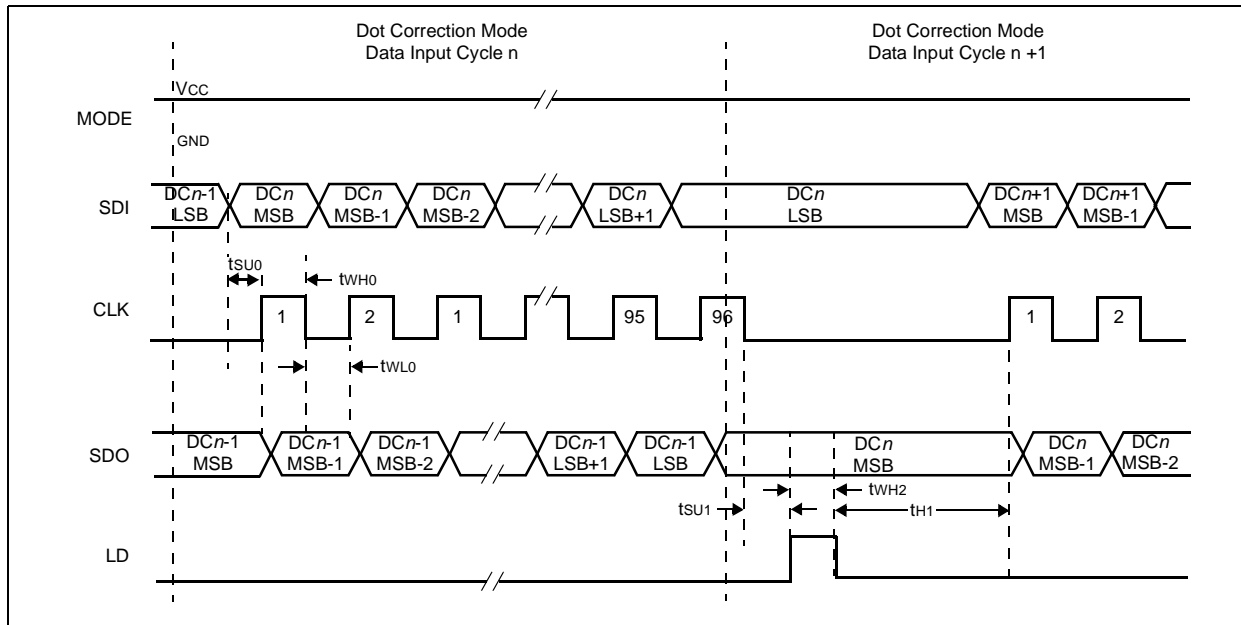 Dot Correction Mode
Data Input Cycle n
Dot Correction Mode
Data Input Cycle n +1
VCC
MODE
GND
SDI
DCn-1
LSB
DCn
MSB
DCn
MSB-1
DCn
MSB-2
DCn
LSB+1
DCn
LSB
DCn+1
MSB
DCn+1
MSB-1
tSU0
tWH0
CLK
1
2
1
95
96
1
2
tWL0
SDO
DCn-1
MSB
DCn-1
MSB-1
DCn-1
MSB-2
DCn-1
LSB+1
DCn-1
LSB
DCn
MSB
DCn
MSB-1
DCn
MSB-2
tWH2
tSU1
tH1
LD